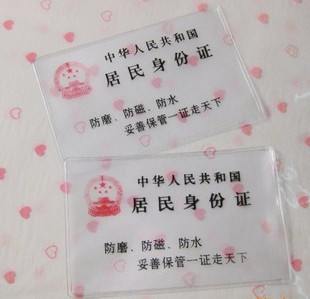 中华人民共和国
居民身份证
防磨、防磁、防水
妥善保管一证走天下
中华人民共和国
居民身份证
防磨、防磁、防水
妥善保管一证走天下